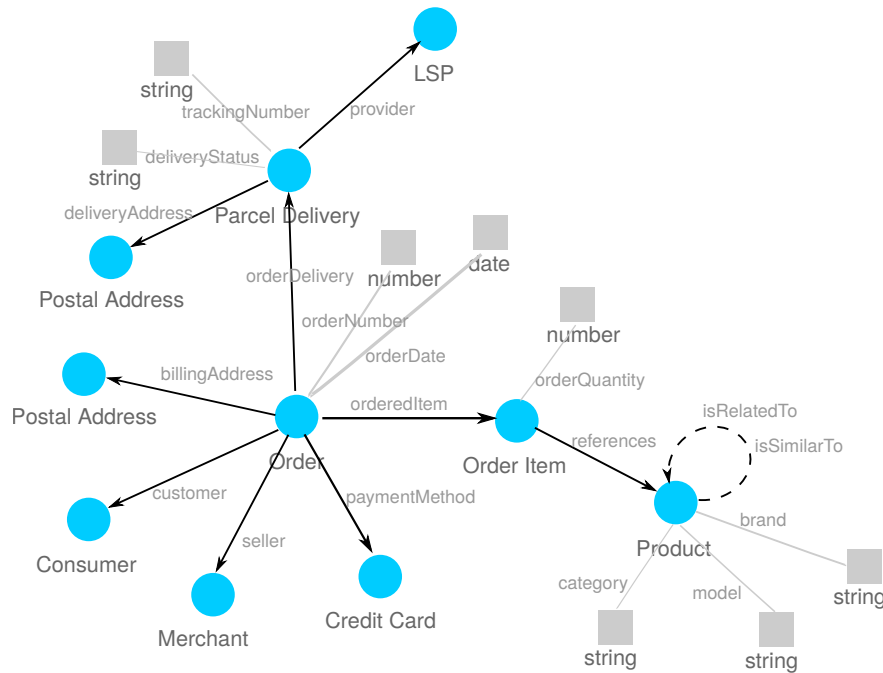 LSP
string
trackingNumber
provider
deliveryStatus
string
deliveryAddress
Parcel Delivery
Postal Address
orderDelivery
number
date
orderNumber
number
orderDate
billingAddress
orderQuantity
Postal Address
orderedItem
isRelatedTo
references
isSimilarTo
Order
Order Item
customer
paymentMethod
brand
seller
Product
Consumer
category
model
string
Merchant
Credit Card
string
string